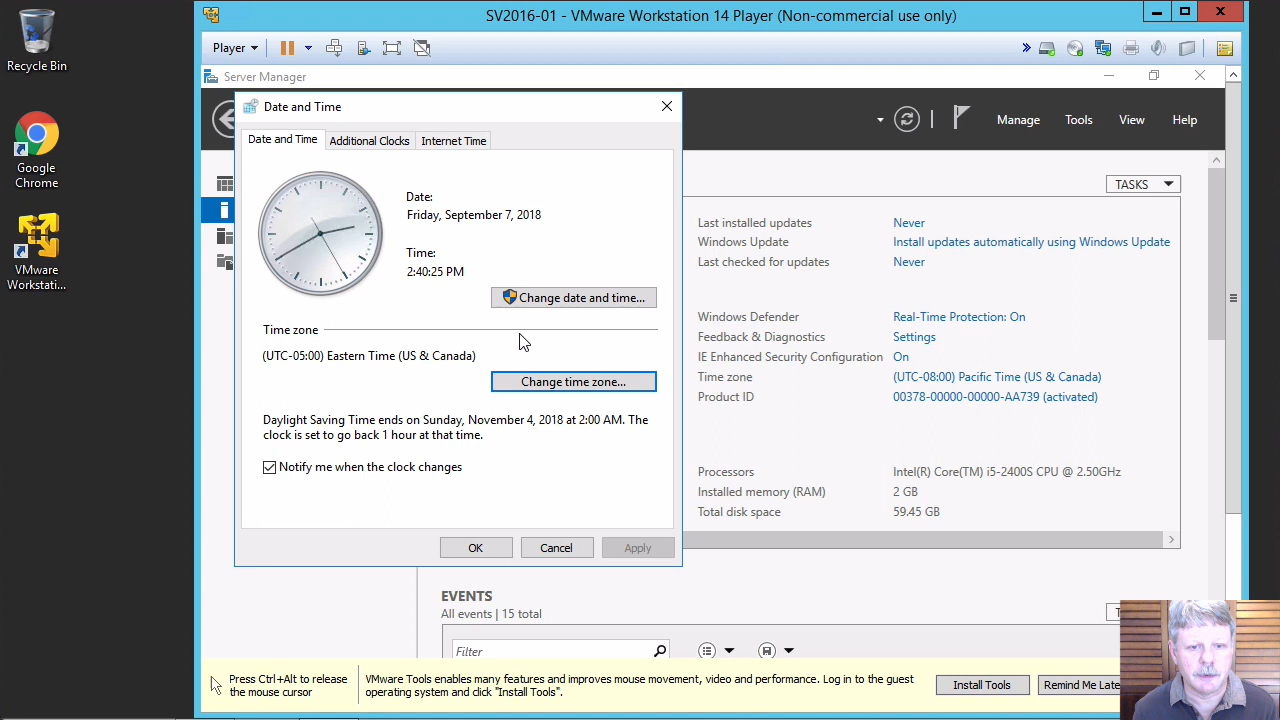 Recycle Bin
Google
Chrome
VMware
Workstati...
SV2016-01 - VMware Workstation 14 Player (Non-commercial use only)
Player
Server Manager
Manage Tools View Help
Date and Time
Date and Time Additional Clocks Internet Time
Date:
Friday, September 7, 2018
Time:
2:40:25 PM
Change date and time...
Time zone
(UTC-05:00) Eastern Time (US & Canada)
Change time zone...
Daylight Saving Time ends on Sunday, November 4, 2018 at 2:00 AM. The
clock is set to go back 1 hour at that time.
Notify me when the clock changes
OK Cancel Apply
TASKS
Last installed updates Never
Windows Update Install updates automatically using Windows Update
Last checked for updates Never
Windows Defender Real-Time Protection: On
Feedback & Diagnostics Settings
IE Enhanced Security Configuration On
Time zone (UTC-08:00) Pacific Time (US & Canada)
Product ID 00378-00000-00000-AA739 (activated)
Processors Intel(R) Core(TM) i5-2400S CPU @ 2.50GHz
Installed memory (RAM) 2 GB
Total disk space 59.45 GB
EVENTS
All events | 15 total
Filter
Press Ctrl+Alt to release
the mouse cursor
VMware Tools enables many features and improves mouse movement, video and performance. Log in to the guest
operating system and click "Install Tools".
Install Tools
Remind Me Late